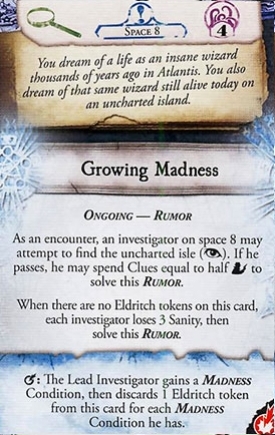 SPACE 8
4
You dream of a life as an insane wizard
thousands of years ago in Atlantis. You also
dream of that same wizard still alive today on
an uncharted island.
Growing Madness
ONGOING — RUMOR
As an encounter, an investigator on space 8 may
attempt to find the uncharted isle ( ). If he
passes, he may spend Clues equal to half to
solve this RUMOR.
When there are no Eldritch tokens on this card,
each investigator loses 3 Sanity, then
solve this RUMOR.
: The Lead Investigator gains a MADNESS
Condition, then discards 1 Eldritch token
from this card for each MADNESS
Condition he has.